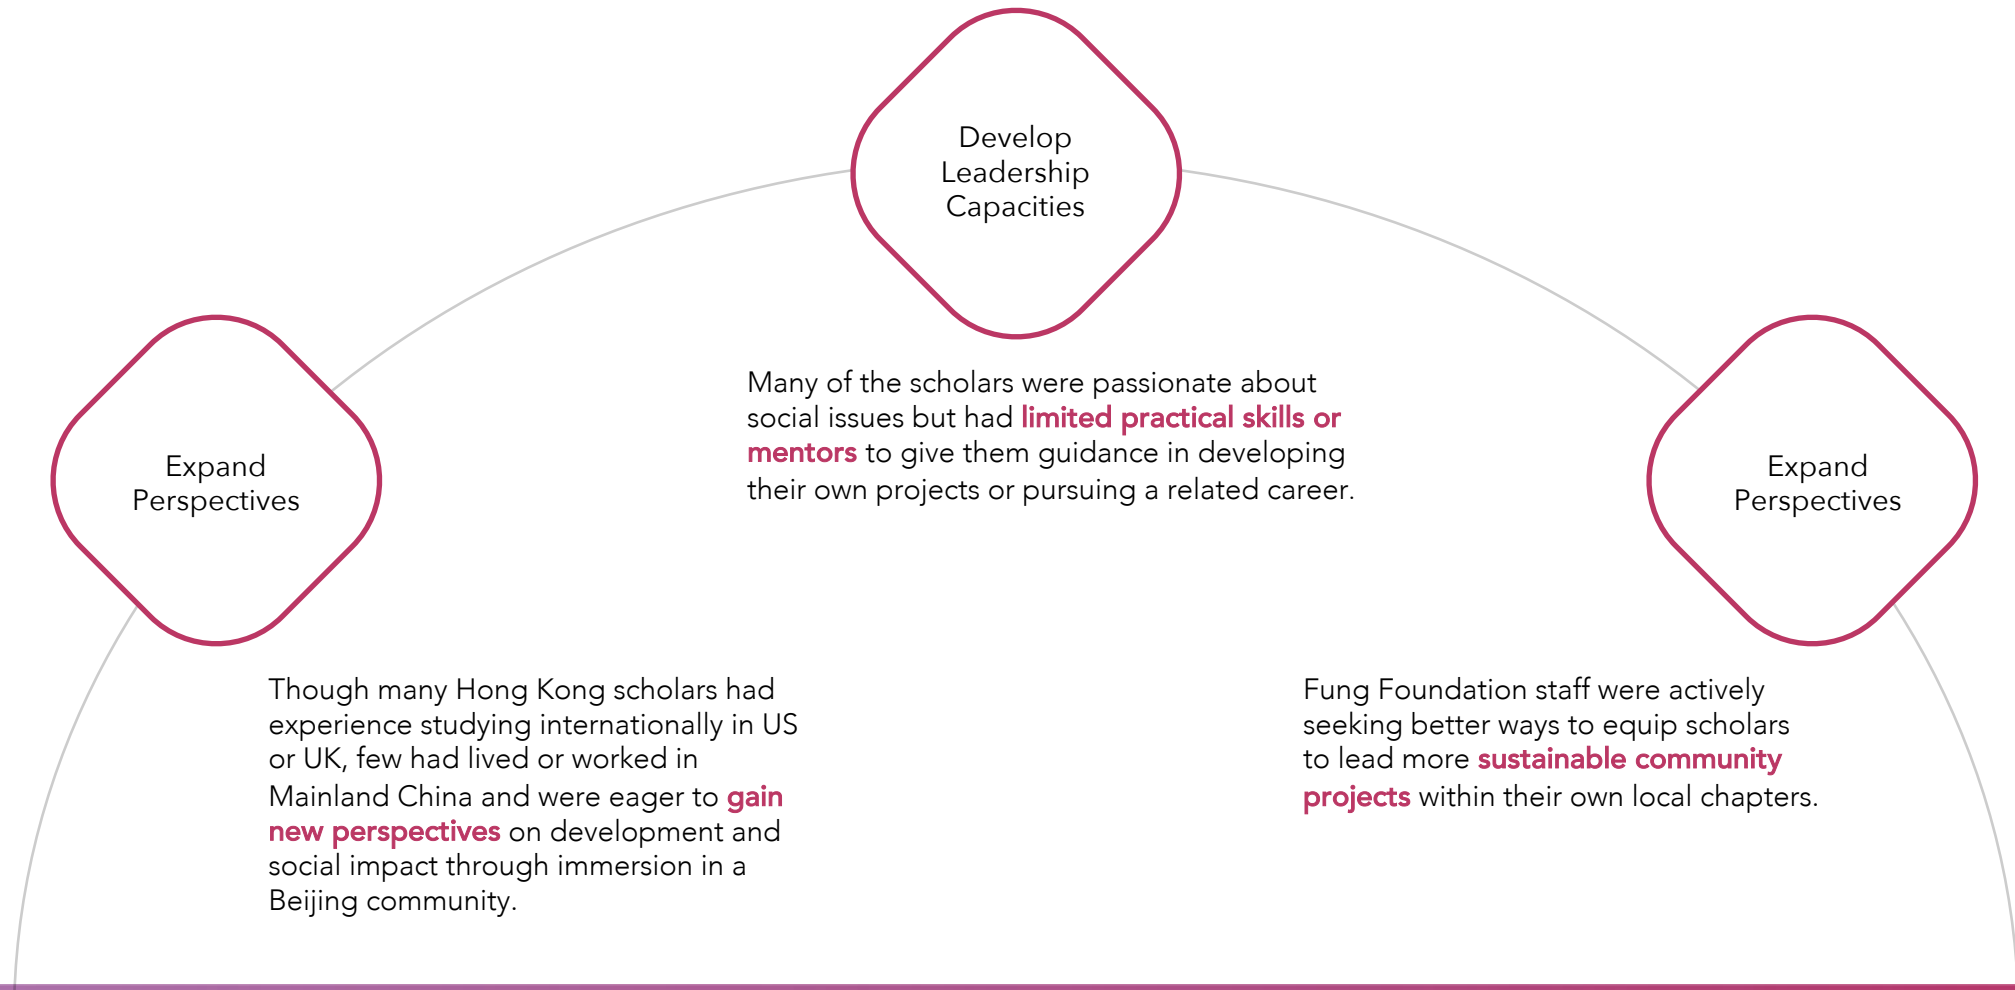 Develop
Leadership
Capacities
Many of the scholars were passionate about
social issues but had limited practical skills or
mentors to give them guidance in developing
their own projects or pursuing a related career.
Expand
Perspectives
Though many Hong Kong scholars had
experience studying internationally in US
or UK, few had lived or worked in
Mainland China and were eager to gain
new perspectives on development and
social impact through immersion in a
Beijing community.
Expand
Perspectives
Fung Foundation staff were actively
seeking better ways to equip scholars
to lead more sustainable community
projects within their own local chapters.